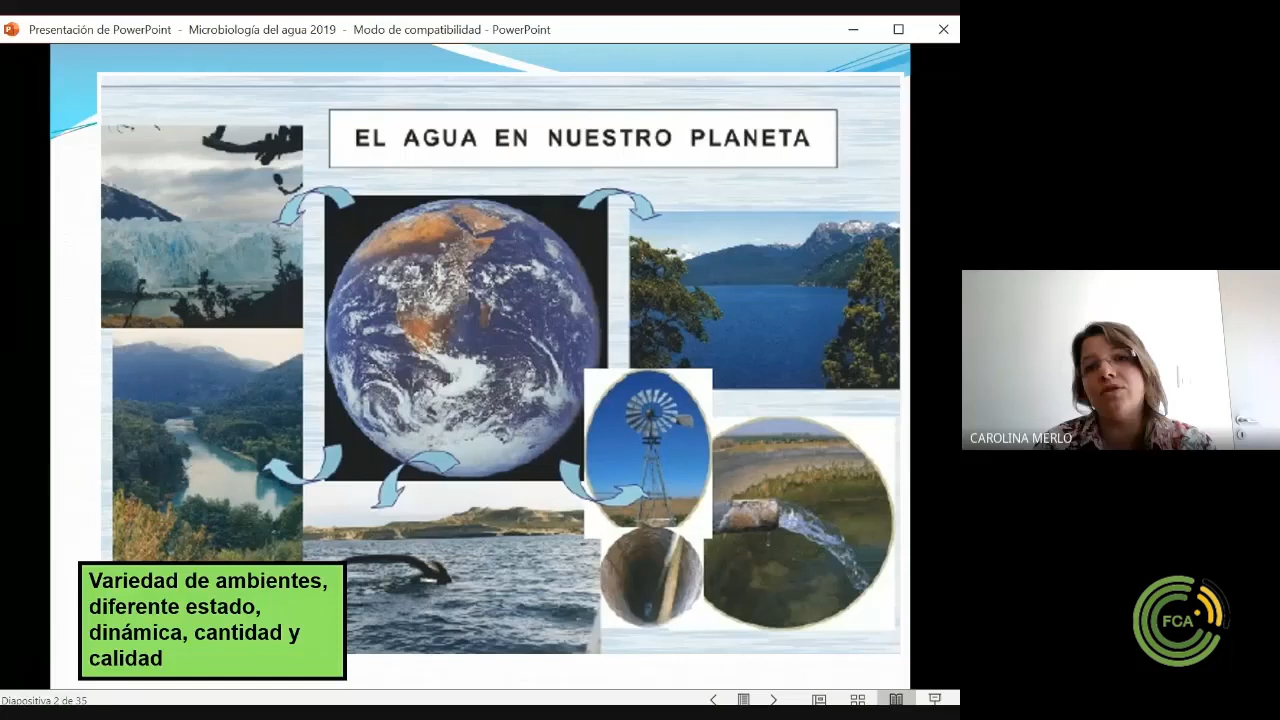 Presentación de PowerPoint - Microbiología del agua 2019 - Modo de compatibilidad - PowerPoint
EL AGUA EN NUESTRO PLANETA
CAROLINA MERLO
Variedad de ambientes,
diferente estado,
dinámica, cantidad y
calidad
FCA
Diapositiva 2 de 35